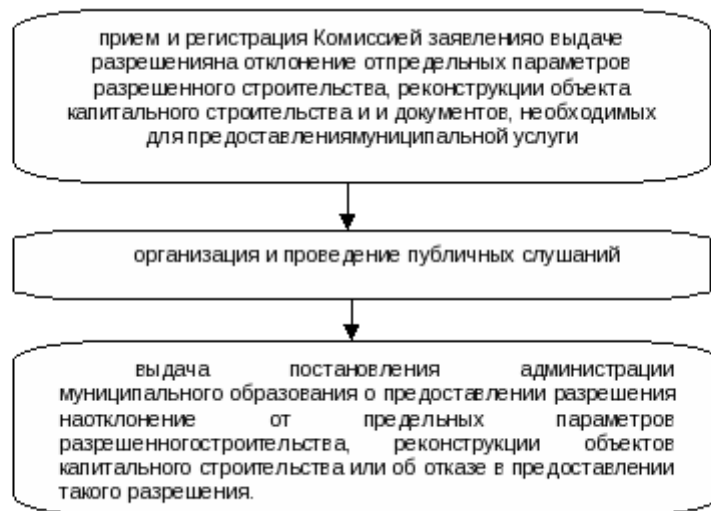 прием и регистрация Комиссией заявленияо выдаче
разрешенияна отклонение отпредельных параметров
разрешенного строительства, реконструкции объекта
капитального строительства и и документов, необходимых
для предоставлениямуниципальной услуги
организация и проведение публичных слушаний
выдача постановления администрации
муниципального образования о предоставлении разрешения
наотклонение от предельных параметров
разрешенногостроительства, реконструкции объектов
капитального строительства или об отказе в предоставлении
такого разрешения.